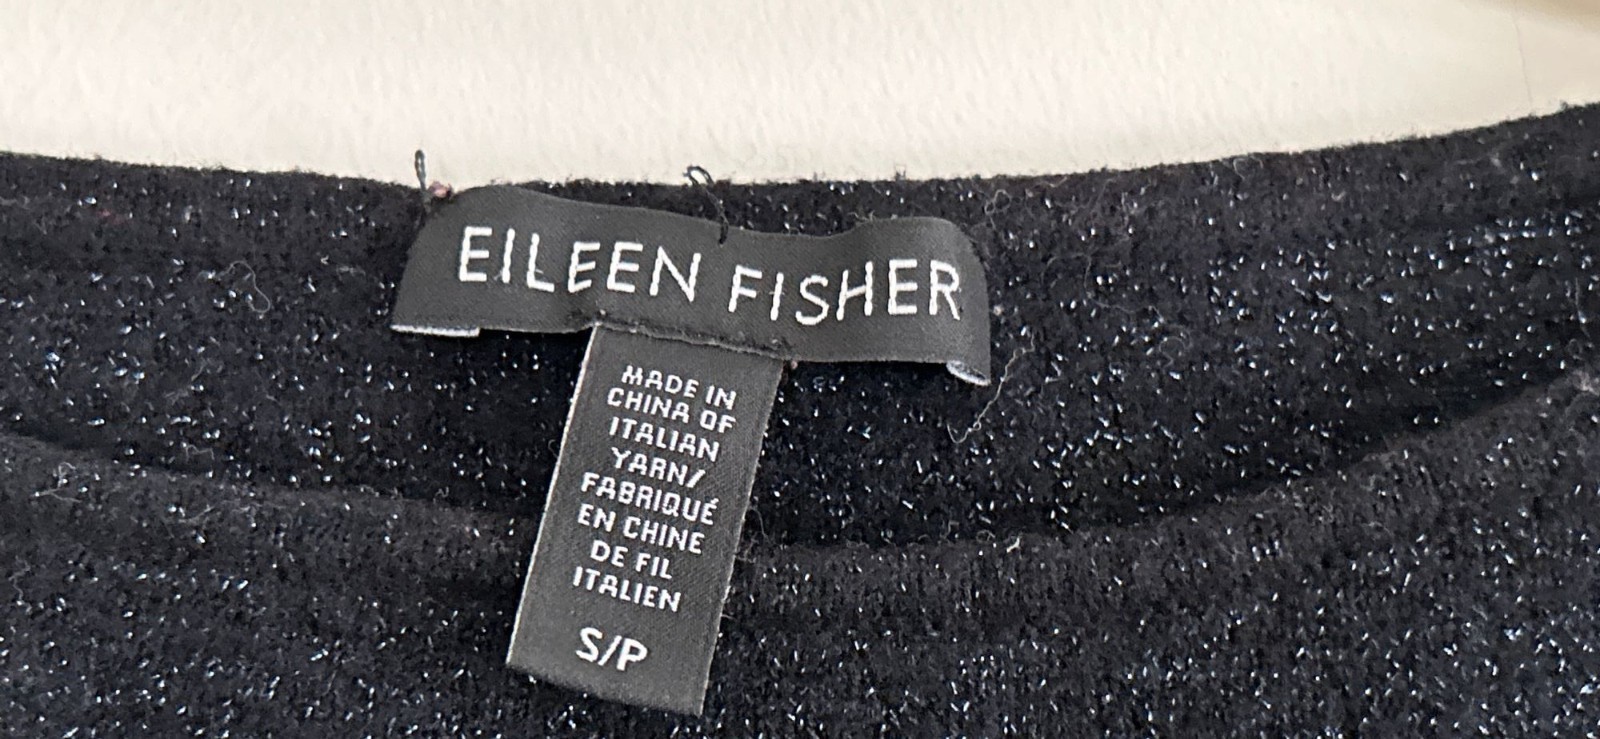 EILEEN FISHER
MADE IN
CHINA OF
ITALIAN
YARN/
FABRIQUÉ
EN CHINE
DE FIL
ITALIEN
S/P